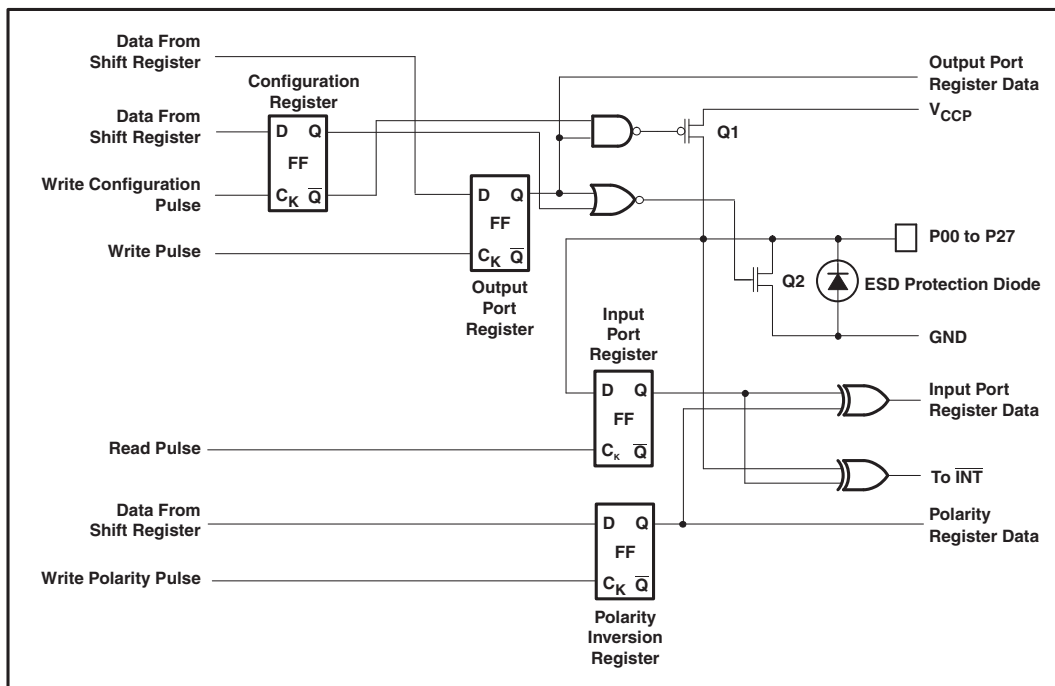 Data From
Shift Register
Configuration
Register
Data From
Shift Register
D Q
FF
CK Q̅
Write Configuration
Pulse
Write Pulse
D Q
FF
CK Q̅
Output
Port
Register
Output Port
Register Data
VCCP
Q1
P00 to P27
Q2
ESD Protection Diode
GND
Input
Port
Register
D Q
FF
CK Q̅
Read Pulse
Input Port
Register Data
To I̅N̅T̅
Data From
Shift Register
D Q
FF
CK Q̅
Write Polarity Pulse
Polarity
Register Data
Polarity
Inversion
Register